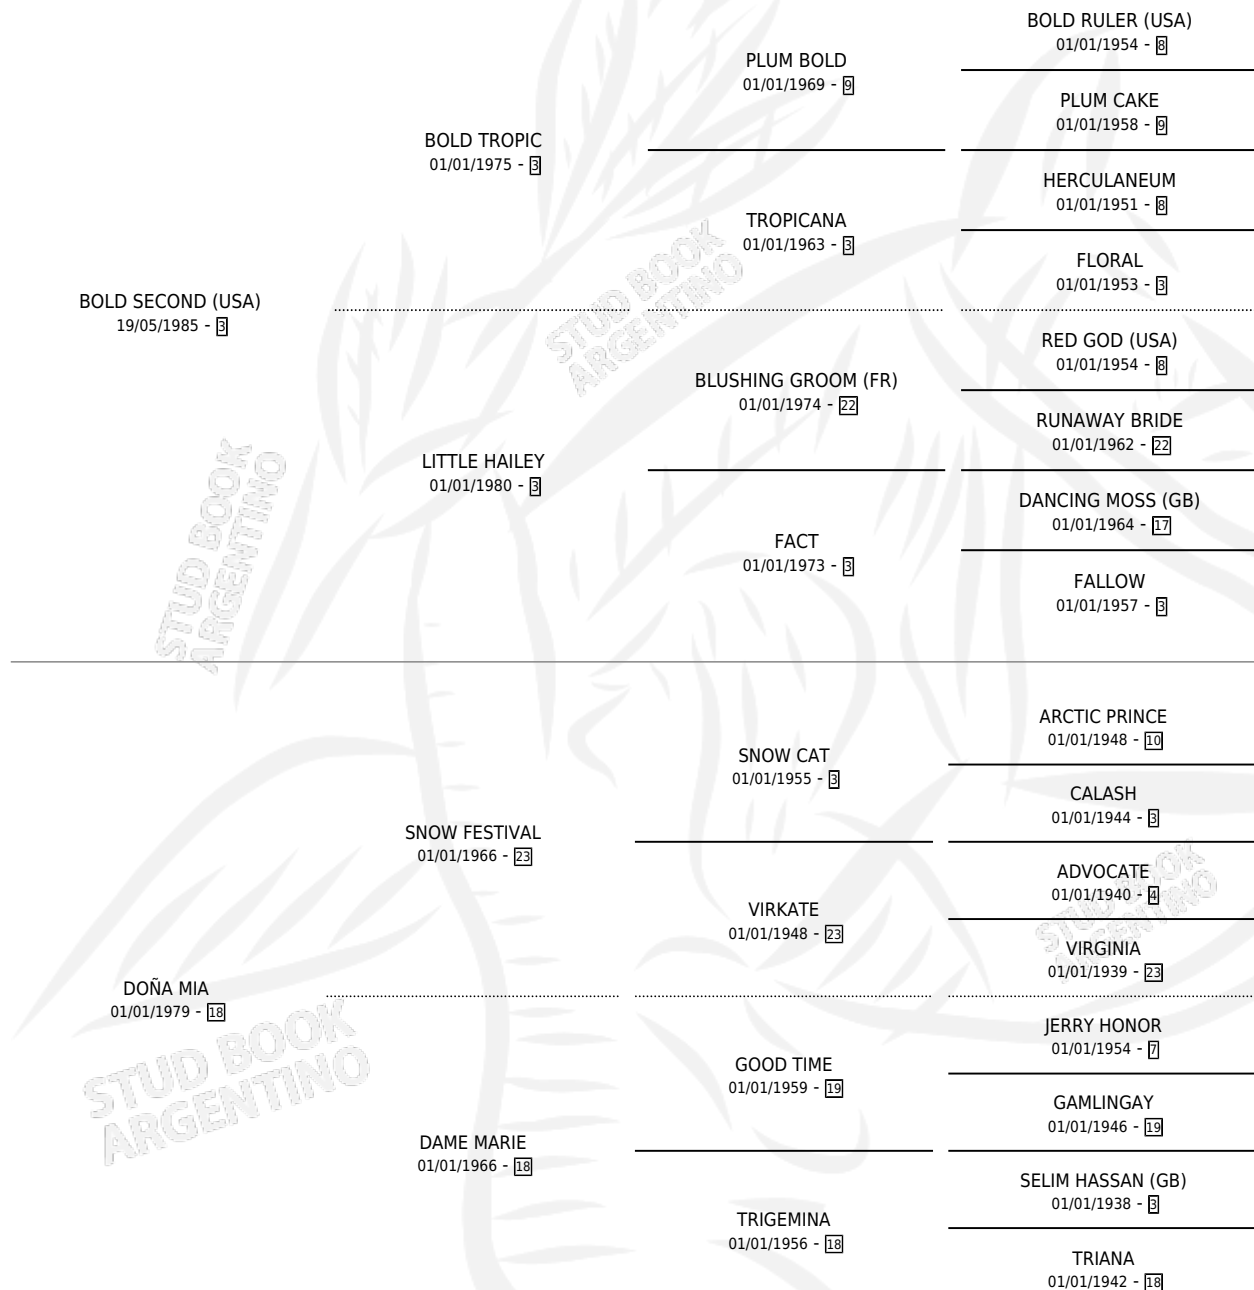 BOLD RULER (USA)
01/01/1954 - 8
PLUM BOLD
01/01/1969 - 9
PLUM CAKE
01/01/1958 - 9
BOLD TROPIC
01/01/1975 - 3
HERCULANEUM
01/01/1951 - 8
TROPICANA
01/01/1963 - 3
FLORAL
01/01/1953 - 3
BOLD SECOND (USA)
19/05/1985 - 3
RED GOD (USA)
01/01/1954 - 8
BLUSHING GROOM (FR)
01/01/1974 - 22
RUNAWAY BRIDE
01/01/1962 - 22
LITTLE HAILEY
01/01/1980 - 3
DANCING MOSS (GB)
01/01/1964 - 17
FACT
01/01/1973 - 3
FALLOW
01/01/1957 - 3
ARCTIC PRINCE
01/01/1948 - 10
SNOW CAT
01/01/1955 - 3
CALASH
01/01/1944 - 3
SNOW FESTIVAL
01/01/1966 - 23
ADVOCATE
01/01/1940 - 4
VIRKATE
01/01/1948 - 23
VIRGINIA
01/01/1939 - 23
DOÑA MIA
01/01/1979 - 18
JERRY HONOR
01/01/1954 - 7
GOOD TIME
01/01/1959 - 19
GAMLINGAY
01/01/1946 - 19
DAME MARIE
01/01/1966 - 18
SELIM HASSAN (GB)
01/01/1938 - 3
TRIGEMINA
01/01/1956 - 18
TRIANA
01/01/1942 - 18
STUD BOOK
ARGENTINO
STUD BOOK
ARGENTINO
STUD BOOK
ARGENTINO
STUD BOOK
ARGENTINO